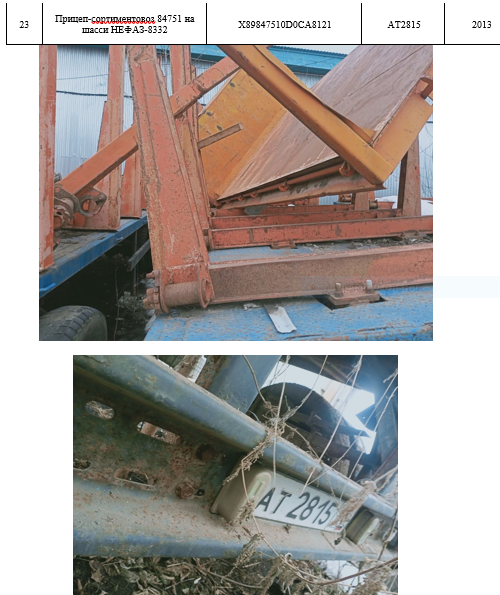 23
Прицеп-сортиментовоз 84751 на
шасси НЕФАЗ-8332
X89847510D0CA8121
АТ2815
2013
АТ 2815